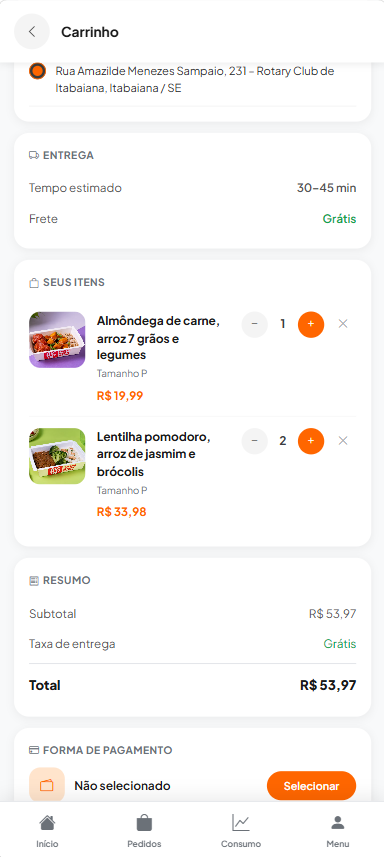 Carrinho
Rua Amazilde Menezes Sampaio, 231 – Rotary Club de
Itabaiana, Itabaiana / SE
ENTREGA
Tempo estimado 30–45 min
Frete Grátis
SEUS ITENS
Almôndega de carne,
arroz 7 grãos e
legumes
Tamanho P
R$ 19,99
− 1 +
Lentilha pomodoro,
arroz de jasmim e
brócolis
Tamanho P
R$ 33,98
− 2 +
RESUMO
Subtotal R$ 53,97
Taxa de entrega Grátis
Total R$ 53,97
FORMA DE PAGAMENTO
Não selecionado Selecionar
Início Pedidos Consumo Menu